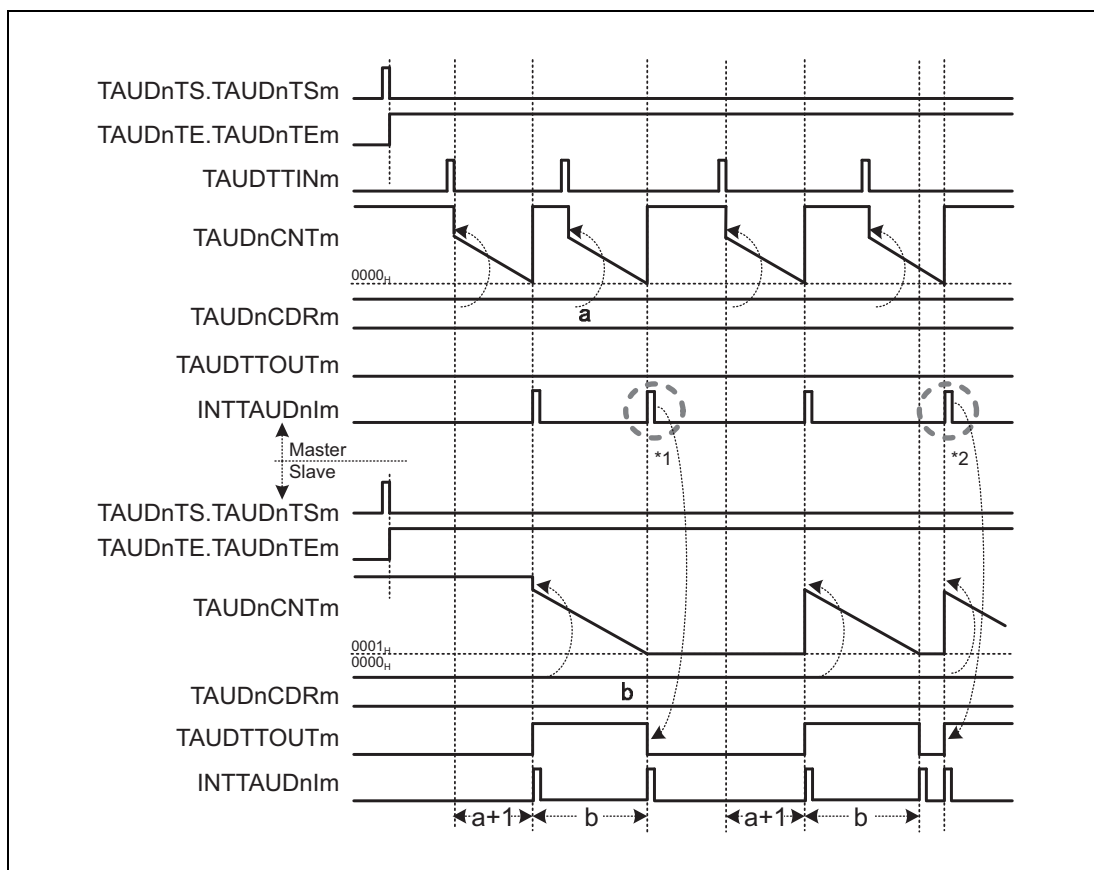 TAUDnTS.TAUDnTSm
TAUDnTE.TAUDnTEm
TAUDTTINm
TAUDnCNTm
0000H
TAUDnCDRm
a
TAUDTTOUTm
INTTAUDnIm
*1
*2
Master
Slave
TAUDnTS.TAUDnTSm
TAUDnTE.TAUDnTEm
TAUDnCNTm
0001H
0000H
TAUDnCDRm
b
TAUDTTOUTm
INTTAUDnIm
a+1 b a+1 b